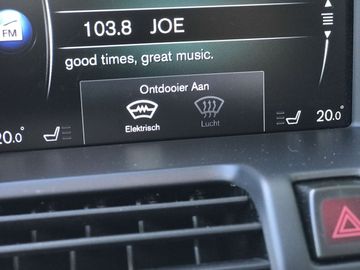 103.8 JOE
FM
good times, great music.
Ontdooier Aan
Elektrisch Lucht
20.0° 20.0°